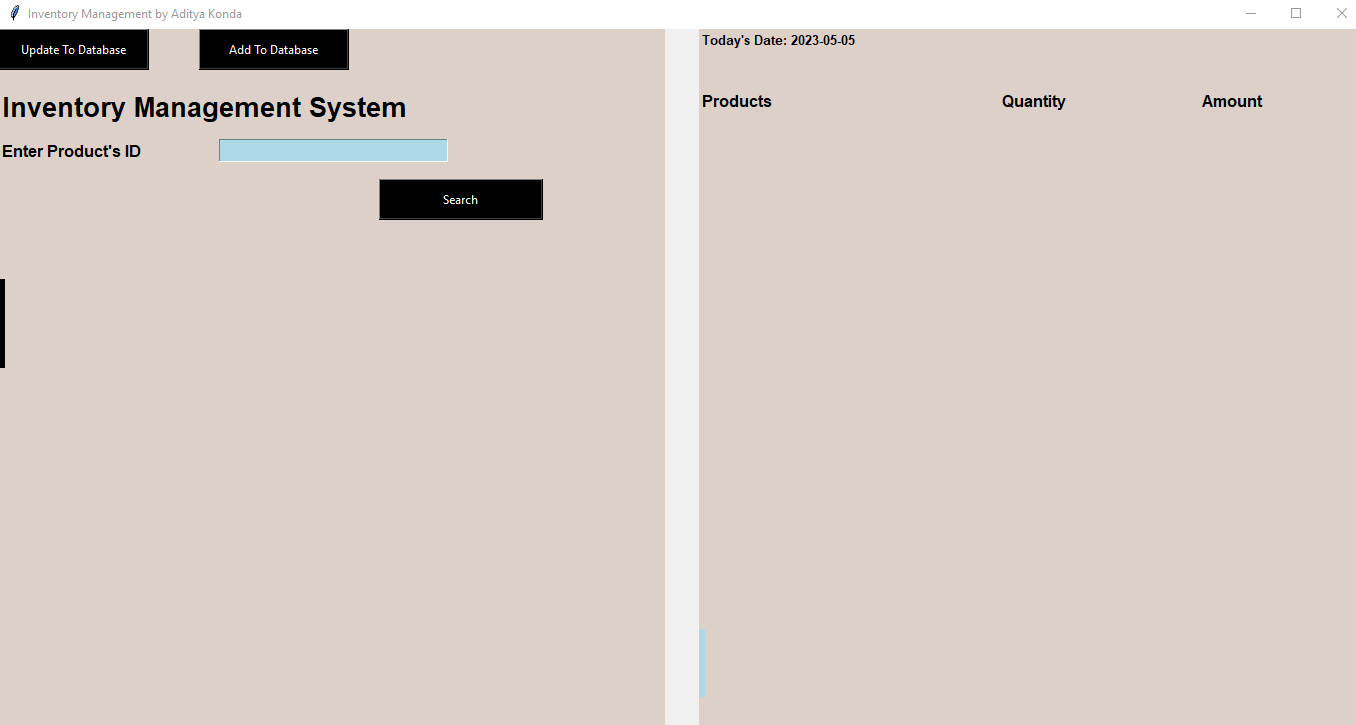 Inventory Management by Aditya Konda
Update To Database
Add To Database
Inventory Management System
Enter Product's ID
Search
Today's Date: 2023-05-05
Products Quantity Amount